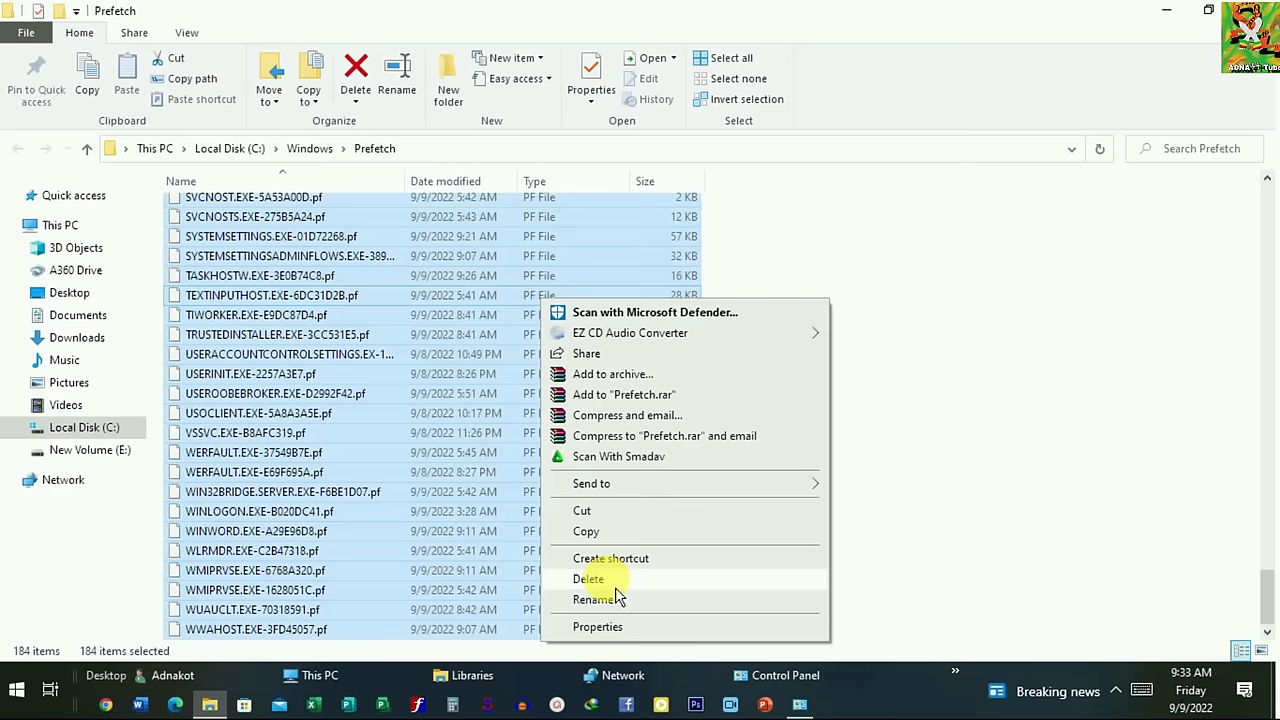 Prefetch
File
Home
Share
View
Pin to Quick access
Copy
Paste
Cut
Copy path
Paste shortcut
Clipboard
Move to
Copy to
Delete
Rename
Organize
New folder
New item
Easy access
New
Properties
Open
Edit
History
Open
Select all
Select none
Invert selection
Select
This PC
Local Disk (C:)
Windows
Prefetch
Search Prefetch
Name
Date modified
Type
Size
Quick access
This PC
3D Objects
A360 Drive
Desktop
Documents
Downloads
Music
Pictures
Videos
Local Disk (C:)
New Volume (E:)
Network
SVCNOST.EXE-5A53A00D.pf 9/9/2022 5:42 AM PF File 2 KB
SVCNOSTS.EXE-275B5A24.pf 9/9/2022 5:43 AM PF File 12 KB
SYSTEMSETTINGS.EXE-01D72268.pf 9/9/2022 9:21 AM PF File 57 KB
SYSTEMSETTINGSADMINFLOWS.EXE-389... 9/9/2022 9:07 AM PF File 32 KB
TASKHOSTW.EXE-3E0B74C8.pf 9/9/2022 9:26 AM PF File 16 KB
TEXTINPUTHOST.EXE-6DC31D2B.pf 9/9/2022 5:41 AM PF File 28 KB
TIWORKER.EXE-E9DC87D4.pf 9/9/2022 8:41 AM
TRUSTEDINSTALLER.EXE-3CC531E5.pf 9/9/2022 8:41 AM
USERACCOUNTCONTROLSETTINGS.EX-1... 9/8/2022 10:49 PM
USERINIT.EXE-2257A3E7.pf 9/8/2022 8:26 PM
USEROOBEBROKER.EXE-D2992F42.pf 9/9/2022 5:51 AM
USOCLIENT.EXE-5A8A3A5E.pf 9/8/2022 10:17 PM
VSSVC.EXE-B8AFC319.pf 9/8/2022 11:26 PM
WERFAULT.EXE-37549B7E.pf 9/9/2022 5:45 AM
WERFAULT.EXE-E69F695A.pf 9/8/2022 8:27 PM
WIN32BRIDGE.SERVER.EXE-F6BE1D07.pf 9/9/2022 5:42 AM
WINLOGON.EXE-B020DC41.pf 9/9/2022 3:28 AM
WINWORD.EXE-A29E96D8.pf 9/9/2022 9:11 AM
WLRMDR.EXE-C2B47318.pf 9/9/2022 5:41 AM
WMIPRVSE.EXE-6768A320.pf 9/9/2022 9:11 AM
WMIPRVSE.EXE-1628051C.pf 9/9/2022 5:42 AM
WUAUCLT.EXE-70318591.pf 9/9/2022 8:42 AM
WWAHOST.EXE-3FD45057.pf 9/9/2022 9:07 AM
Scan with Microsoft Defender...
EZ CD Audio Converter
Share
Add to archive...
Add to "Prefetch.rar"
Compress and email...
Compress to "Prefetch.rar" and email
Scan With Smadav
Send to
Cut
Copy
Create shortcut
Delete
Rename
Properties
184 items
184 items selected
Desktop
Adnakot
This PC
Libraries
Network
Control Panel
Breaking news
9:33 AM
Friday
9/9/2022